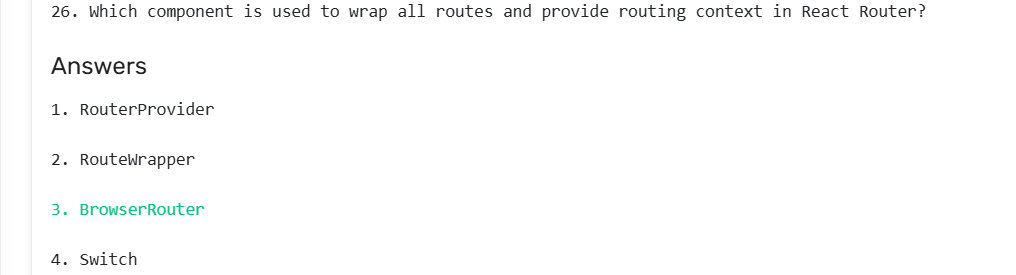 26. Which component is used to wrap all routes and provide routing context in React Router?
Answers
1. RouterProvider
2. RouteWrapper
3. BrowserRouter
4. Switch